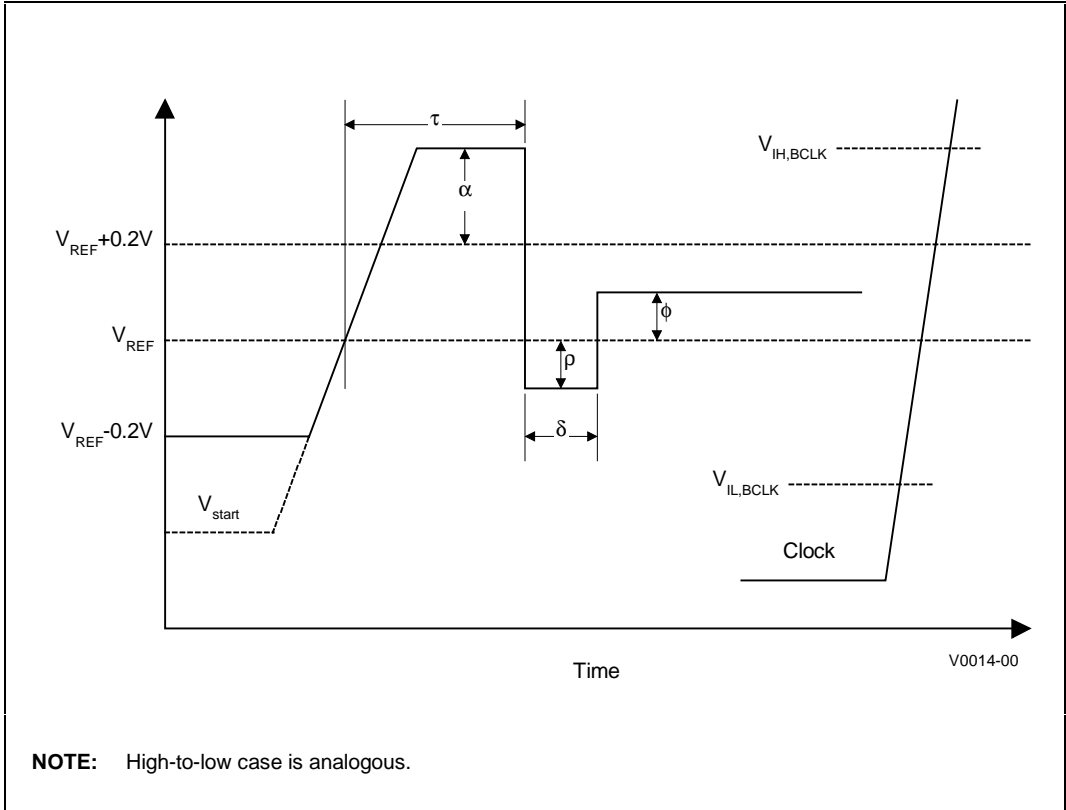 τ
V_IH,BCLK
α
V_REF+0.2V
ϕ
V_REF
ρ
V_REF-0.2V
δ
V_IL,BCLK
V_start
Clock
V0014-00
Time
NOTE: High-to-low case is analogous.